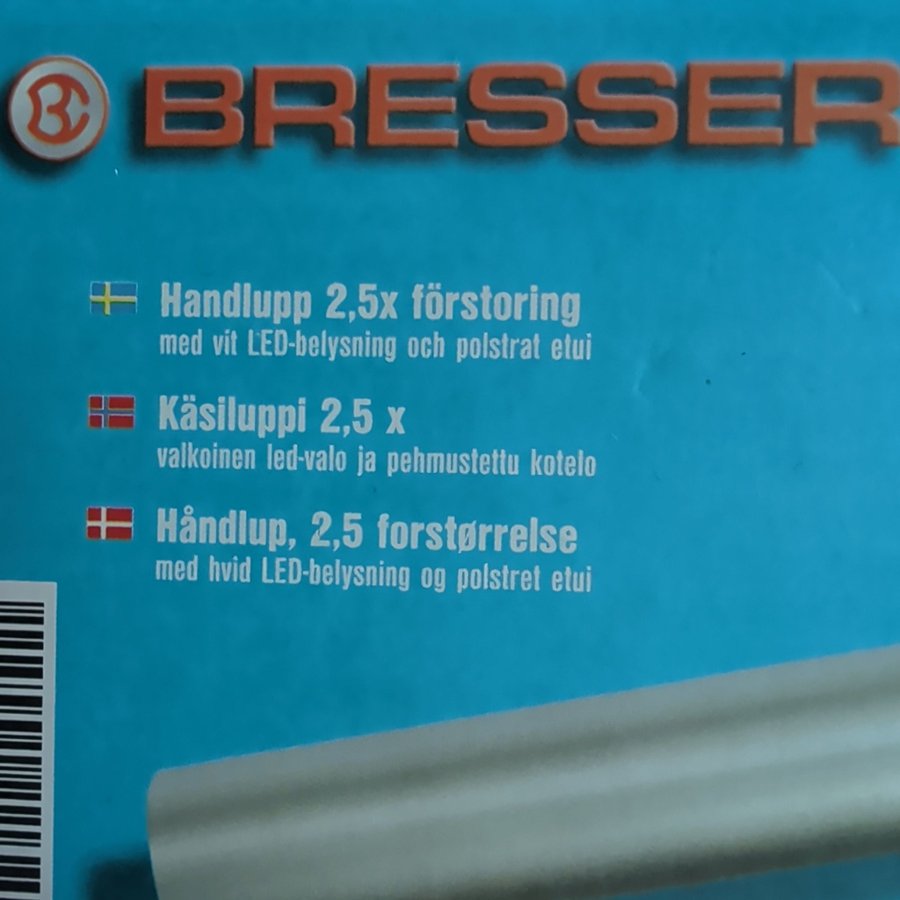 BC BRESSER
Handlupp 2,5x förstoring
med vit LED-belysning och polstrat etui
Käsiluppi 2,5 x
valkoinen led-valo ja pehmustettu kotelo
Håndlup, 2,5 forstørrelse
med hvid LED-belysning og polstret etui